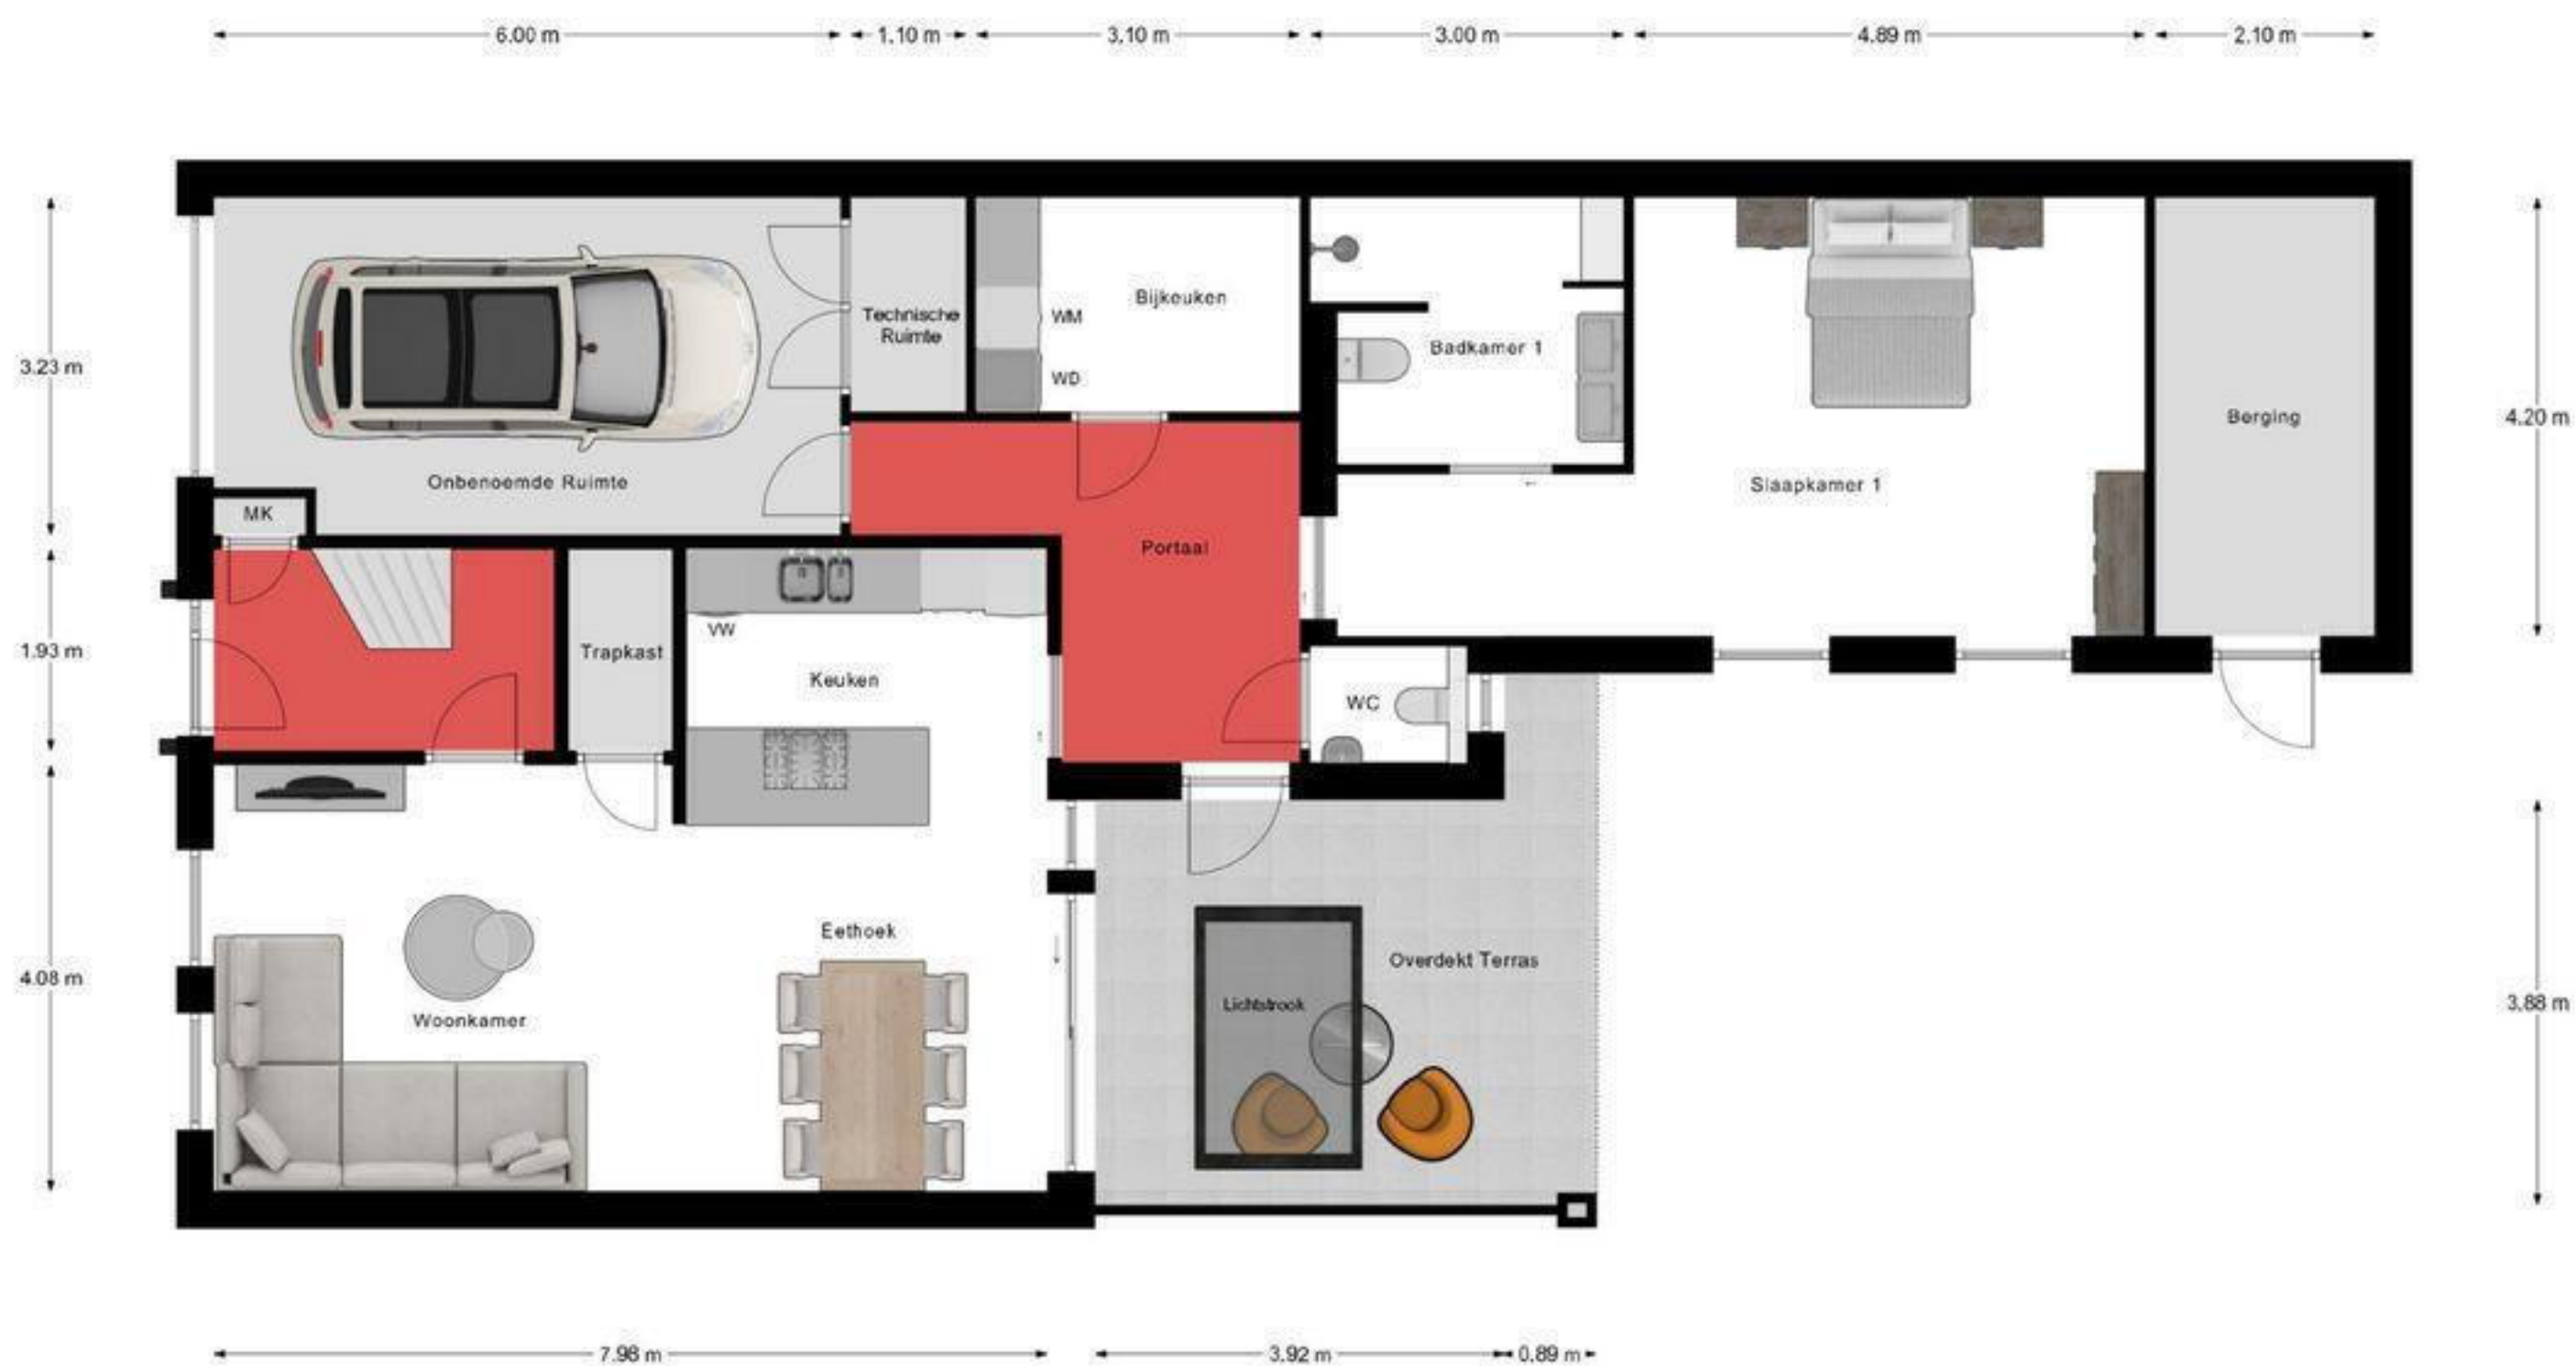 6.00 m
1.10 m
3.10 m
3.00 m
4.89 m
2.10 m
3.23 m
1.93 m
4.08 m
4.20 m
3.88 m
Technische
Ruimte
Bijkeuken
WM
WD
Badkamer 1
Berging
Onbenoemde Ruimte
Slaapkamer 1
MK
Portaal
VW
Trapkast
Keuken
WC
Eethoek
Overdekt Terras
Lichtstrook
Woonkamer
7.98 m
3.92 m
0.89 m